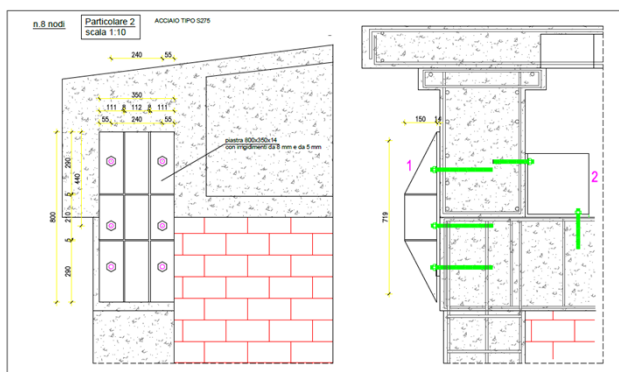 n.8 nodi
Particolare 2
scala 1:10
ACCIAIO TIPO S275
240 55
350
111 8 112 8 111
55 240 55
piastra 800x350x14
con irrigidimenti da 8 mm e da 5 mm
800
290
440
5
210
5
290
150 14
719
1
2